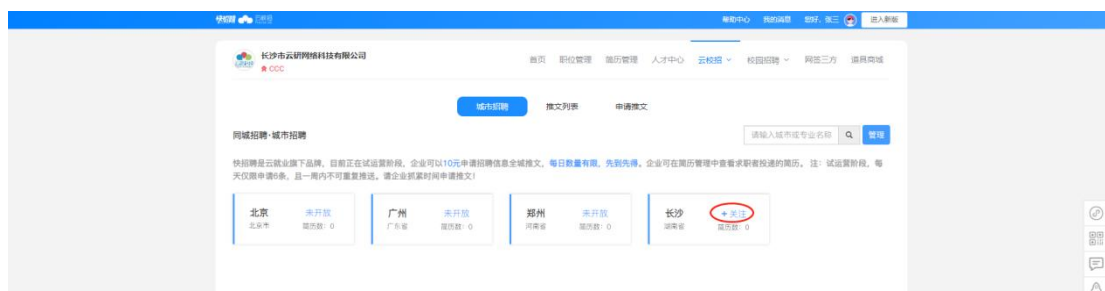 快招聘 云就业 帮助中心 我的消息 您好, 张三 进入新版
长沙市云研网络科技有限公司
CCC
首页 职位管理 简历管理 人才中心 云校招 校园招聘 网签三方 道具商城
城市招聘 推文列表 申请推文
同城招聘·城市招聘 请输入城市或专业名称 管理
快招聘是云就业旗下品牌，目前正在试运营阶段，企业可以10元申请招聘信息全城推文，每日数量有限，先到先得。企业可在简历管理中查看求职者投递的简历。 注：试运营阶段，每
天仅限申请6条，且一周内不可重复推送。请企业抓紧时间申请推文！
北京 未开放 广州 未开放 郑州 未开放 长沙 +关注
北京市 简历数：0 广东省 简历数：0 河南省 简历数：0 湖南省 简历数：0